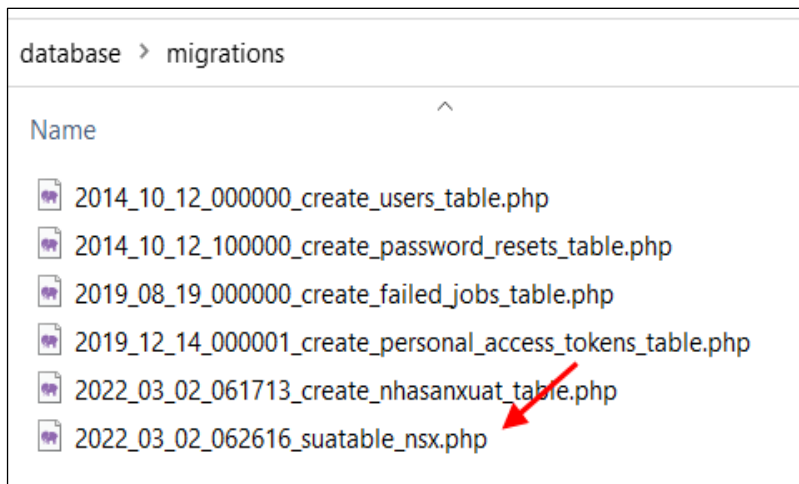 database > migrations
Name
2014_10_12_000000_create_users_table.php
2014_10_12_100000_create_password_resets_table.php
2019_08_19_000000_create_failed_jobs_table.php
2019_12_14_000001_create_personal_access_tokens_table.php
2022_03_02_061713_create_nhasanxuat_table.php
2022_03_02_062616_suatable_nsx.php